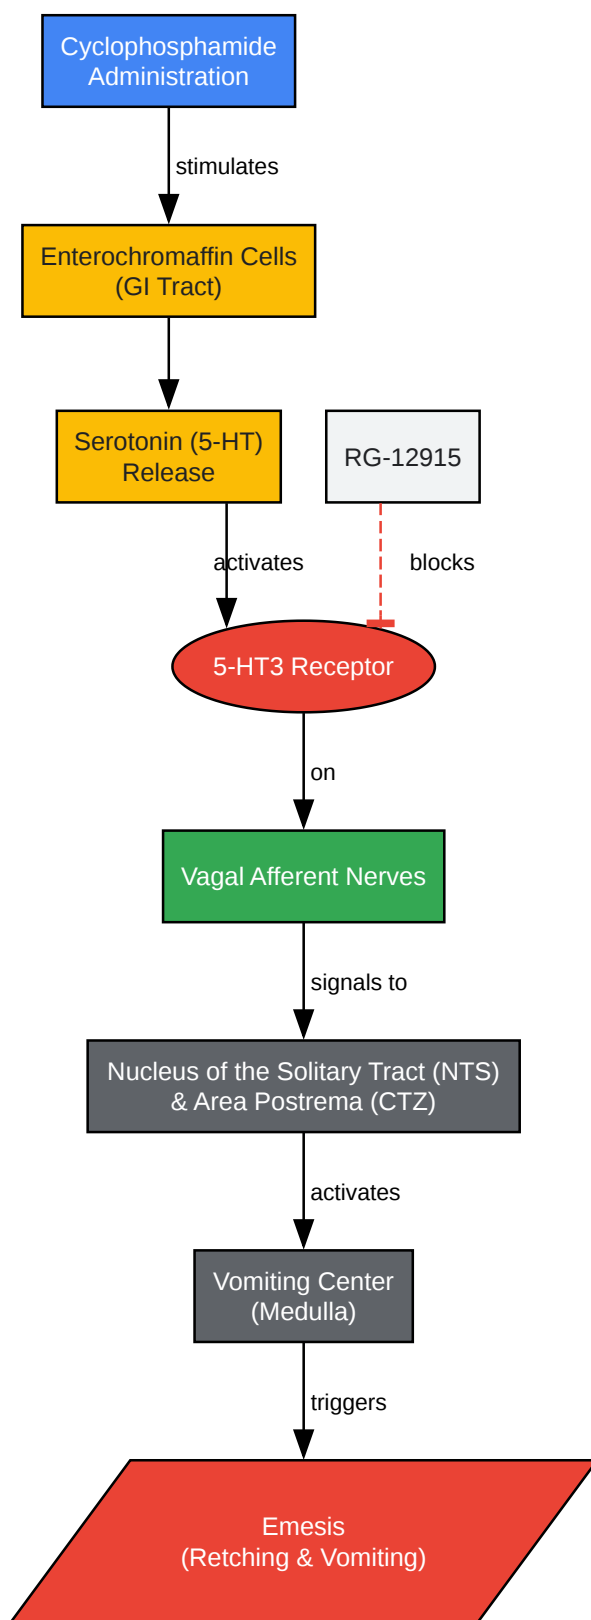 Cyclophosphamide
Administration
stimulates
Enterochromaffin Cells
(GI Tract)
Serotonin (5-HT)
Release
RG-12915
activates
blocks
5-HT3 Receptor
on
Vagal Afferent Nerves
signals to
Nucleus of the Solitary Tract (NTS)
& Area Postrema (CTZ)
activates
Vomiting Center
(Medulla)
triggers
Emesis
(Retching & Vomiting)